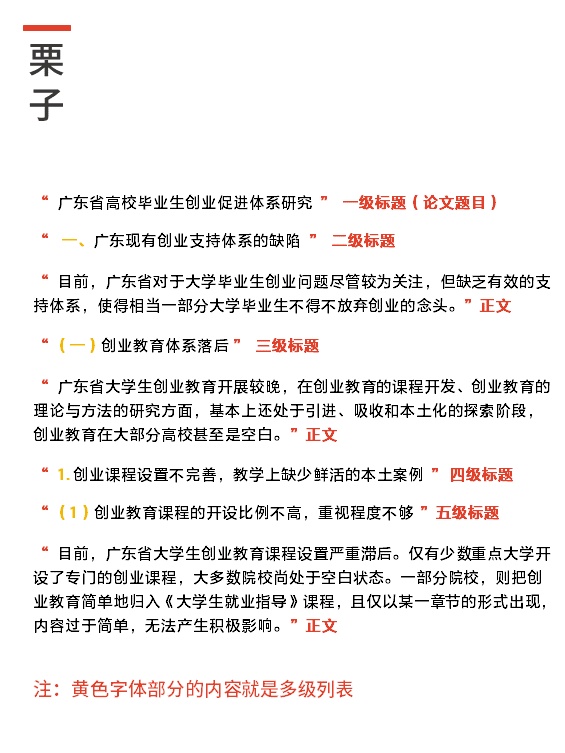 栗
子
“ 广东省高校毕业生创业促进体系研究 ” 一级标题（论文题目）
“ 一、广东现有创业支持体系的缺陷 ” 二级标题
“ 目前，广东省对于大学毕业生创业问题尽管较为关注，但缺乏有效的支
持体系，使得相当一部分大学毕业生不得不放弃创业的念头。”正文
“（一）创业教育体系落后” 三级标题
“ 广东省大学生创业教育开展较晚，在创业教育的课程开发、创业教育的
理论与方法的研究方面，基本上还处于引进、吸收和本土化的探索阶段，
创业教育在大部分高校甚至是空白。”正文
“ 1.创业课程设置不完善，教学上缺少鲜活的本土案例 ” 四级标题
“（1）创业教育课程的开设比例不高，重视程度不够 ”五级标题
“ 目前，广东省大学生创业教育课程设置严重滞后。仅有少数重点大学开
设了专门的创业课程，大多数院校尚处于空白状态。一部分院校，则把创
业教育简单地归入《大学生就业指导》课程，且仅以某一章节的形式出现，
内容过于简单，无法产生积极影响。”正文
注：黄色字体部分的内容就是多级列表